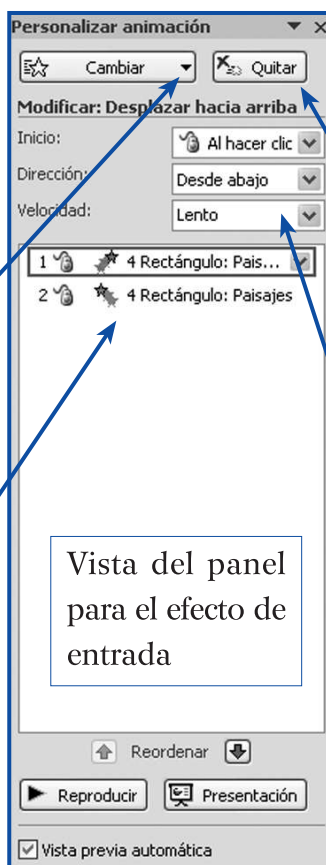 Personalizar animación
Cambiar Quitar
Modificar: Desplazar hacia arriba
Inicio: Al hacer clic
Dirección: Desde abajo
Velocidad: Lento
1 4 Rectángulo: Pais...
2 4 Rectángulo: Paisajes
Vista del panel
para el efecto de
entrada
Reordenar
Reproducir Presentación
Vista previa automática